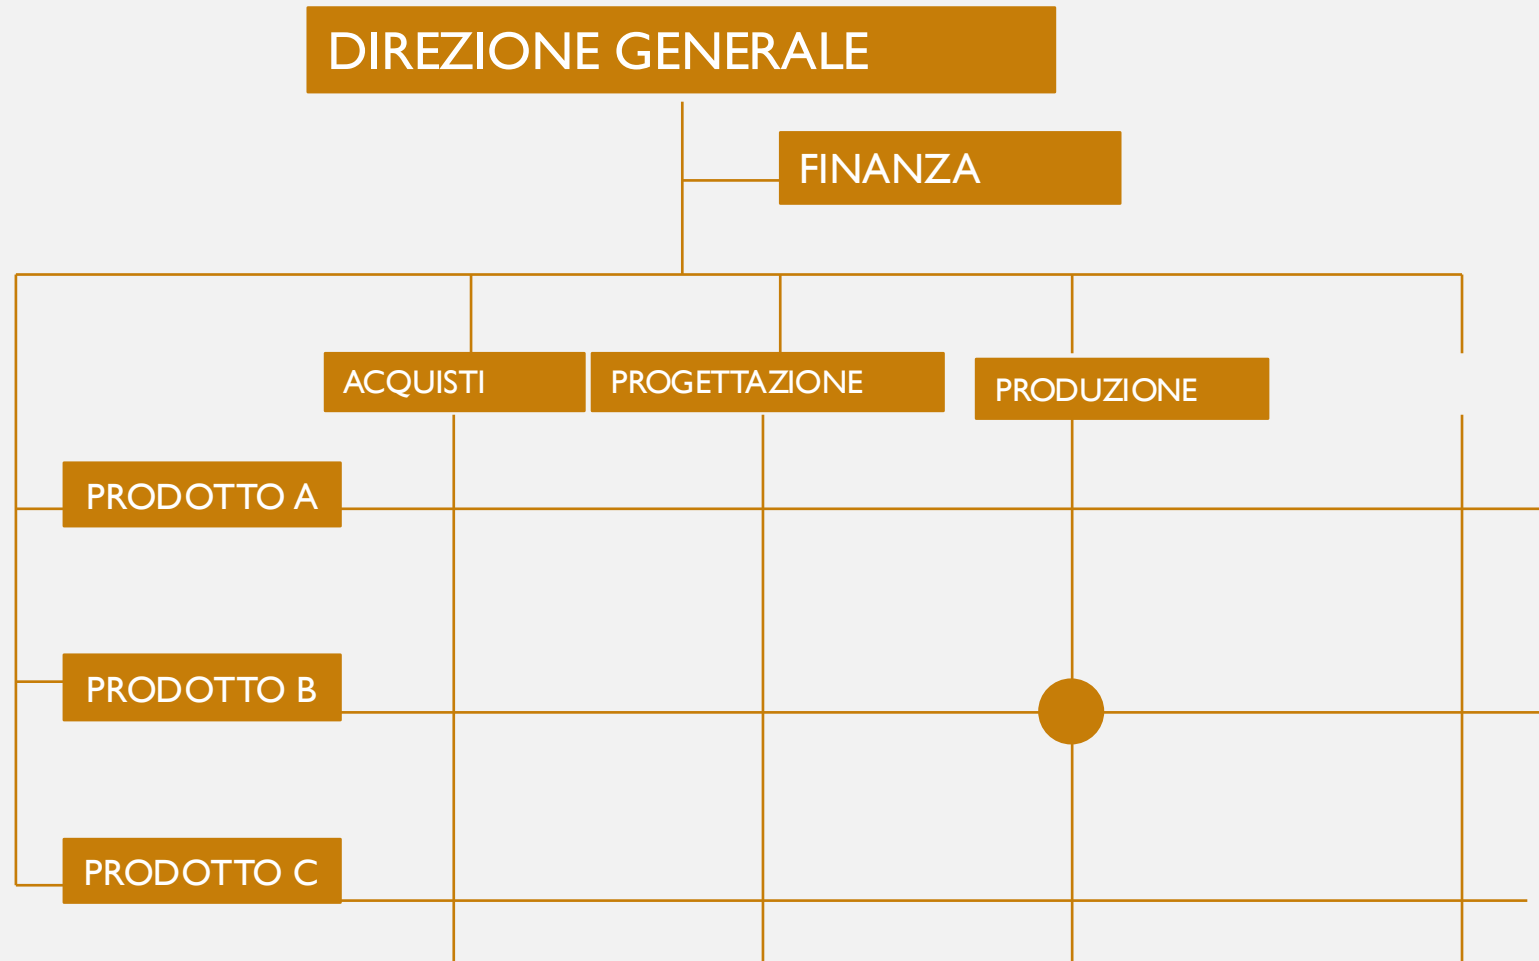 DIREZIONE GENERALE
FINANZA
ACQUISTI
PROGETTAZIONE
PRODUZIONE
PRODOTTO A
PRODOTTO B
PRODOTTO C